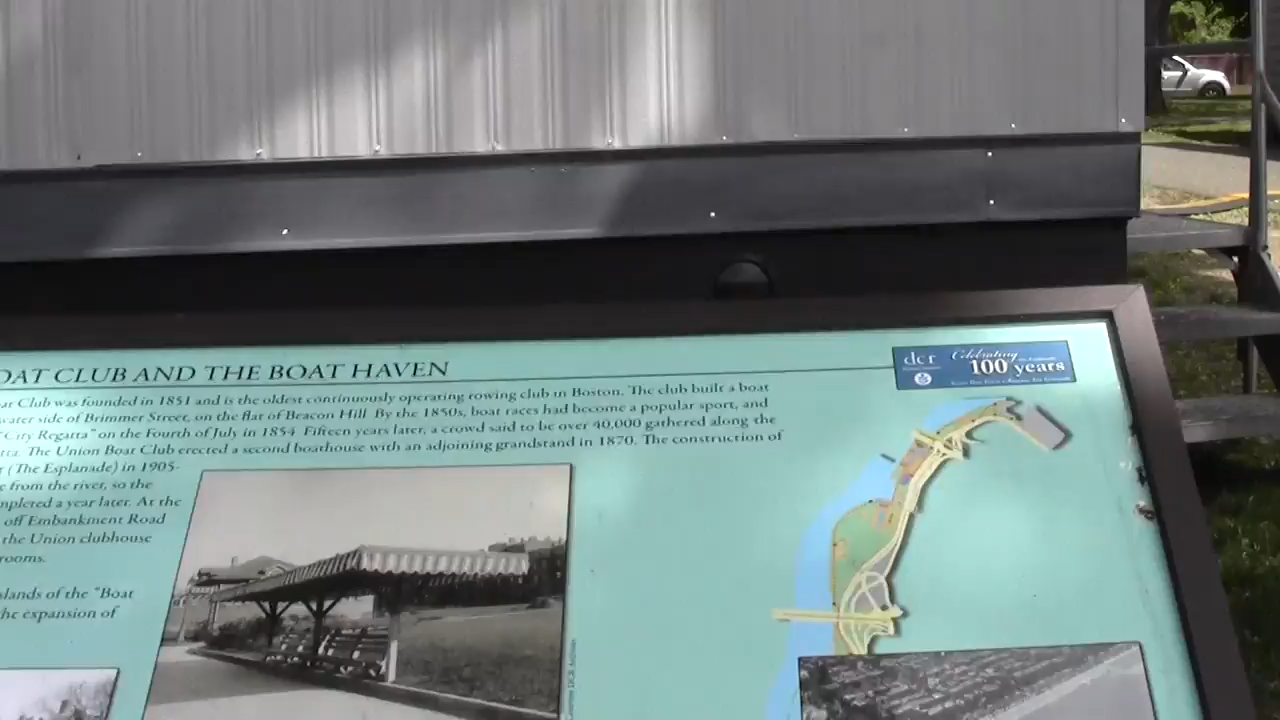 OAT CLUB AND THE BOAT HAVEN
at Club was founded in 1851 and is the oldest continuously operating rowing club in Boston. The club built a boat
water side of Brimmer Street, on the flat of Beacon Hill. By the 1850s, boat races had become a popular sport, and
"City Regatta" on the Fourth of July in 1854. Fifteen years later, a crowd said to be over 40,000 gathered along the
tta. The Union Boat Club erected a second boathouse with an adjoining grandstand in 1870. The construction of
t (The Esplanade) in 1905-
e from the river, so the
mpleted a year later. At the
off Embankment Road
the Union clubhouse
rooms.
slands of the "Boat
he expansion of
dcr
Celebrating
100 years